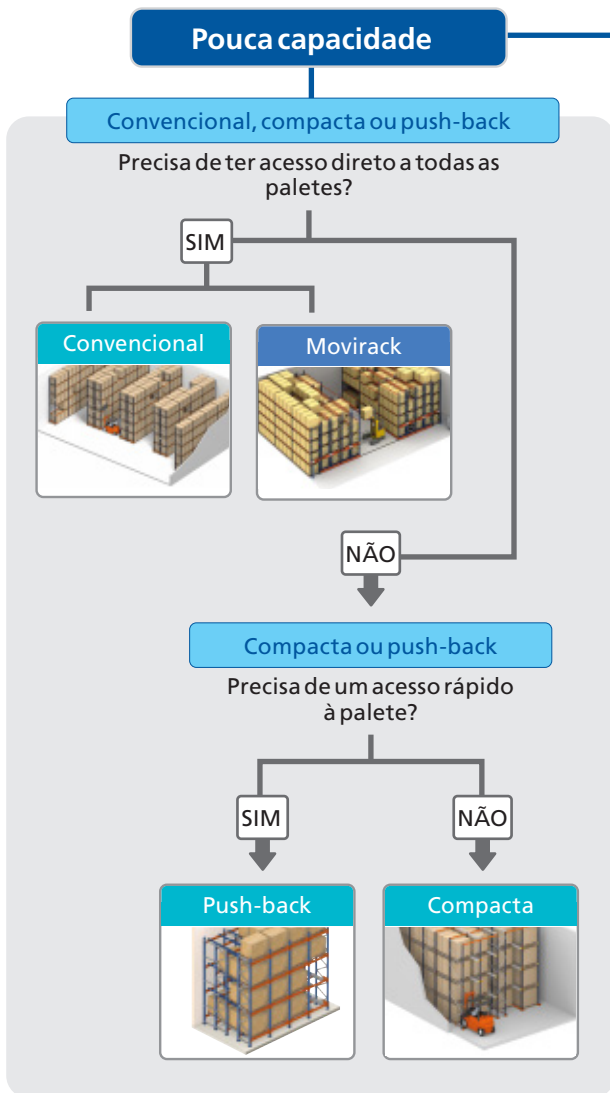 Pouca capacidade
Convencional, compacta ou push-back
Precisa de ter acesso direto a todas as
paletes?
SIM
Convencional
Movirack
NÃO
Compacta ou push-back
Precisa de um acesso rápido
à palete?
SIM
NÃO
Push-back
Compacta